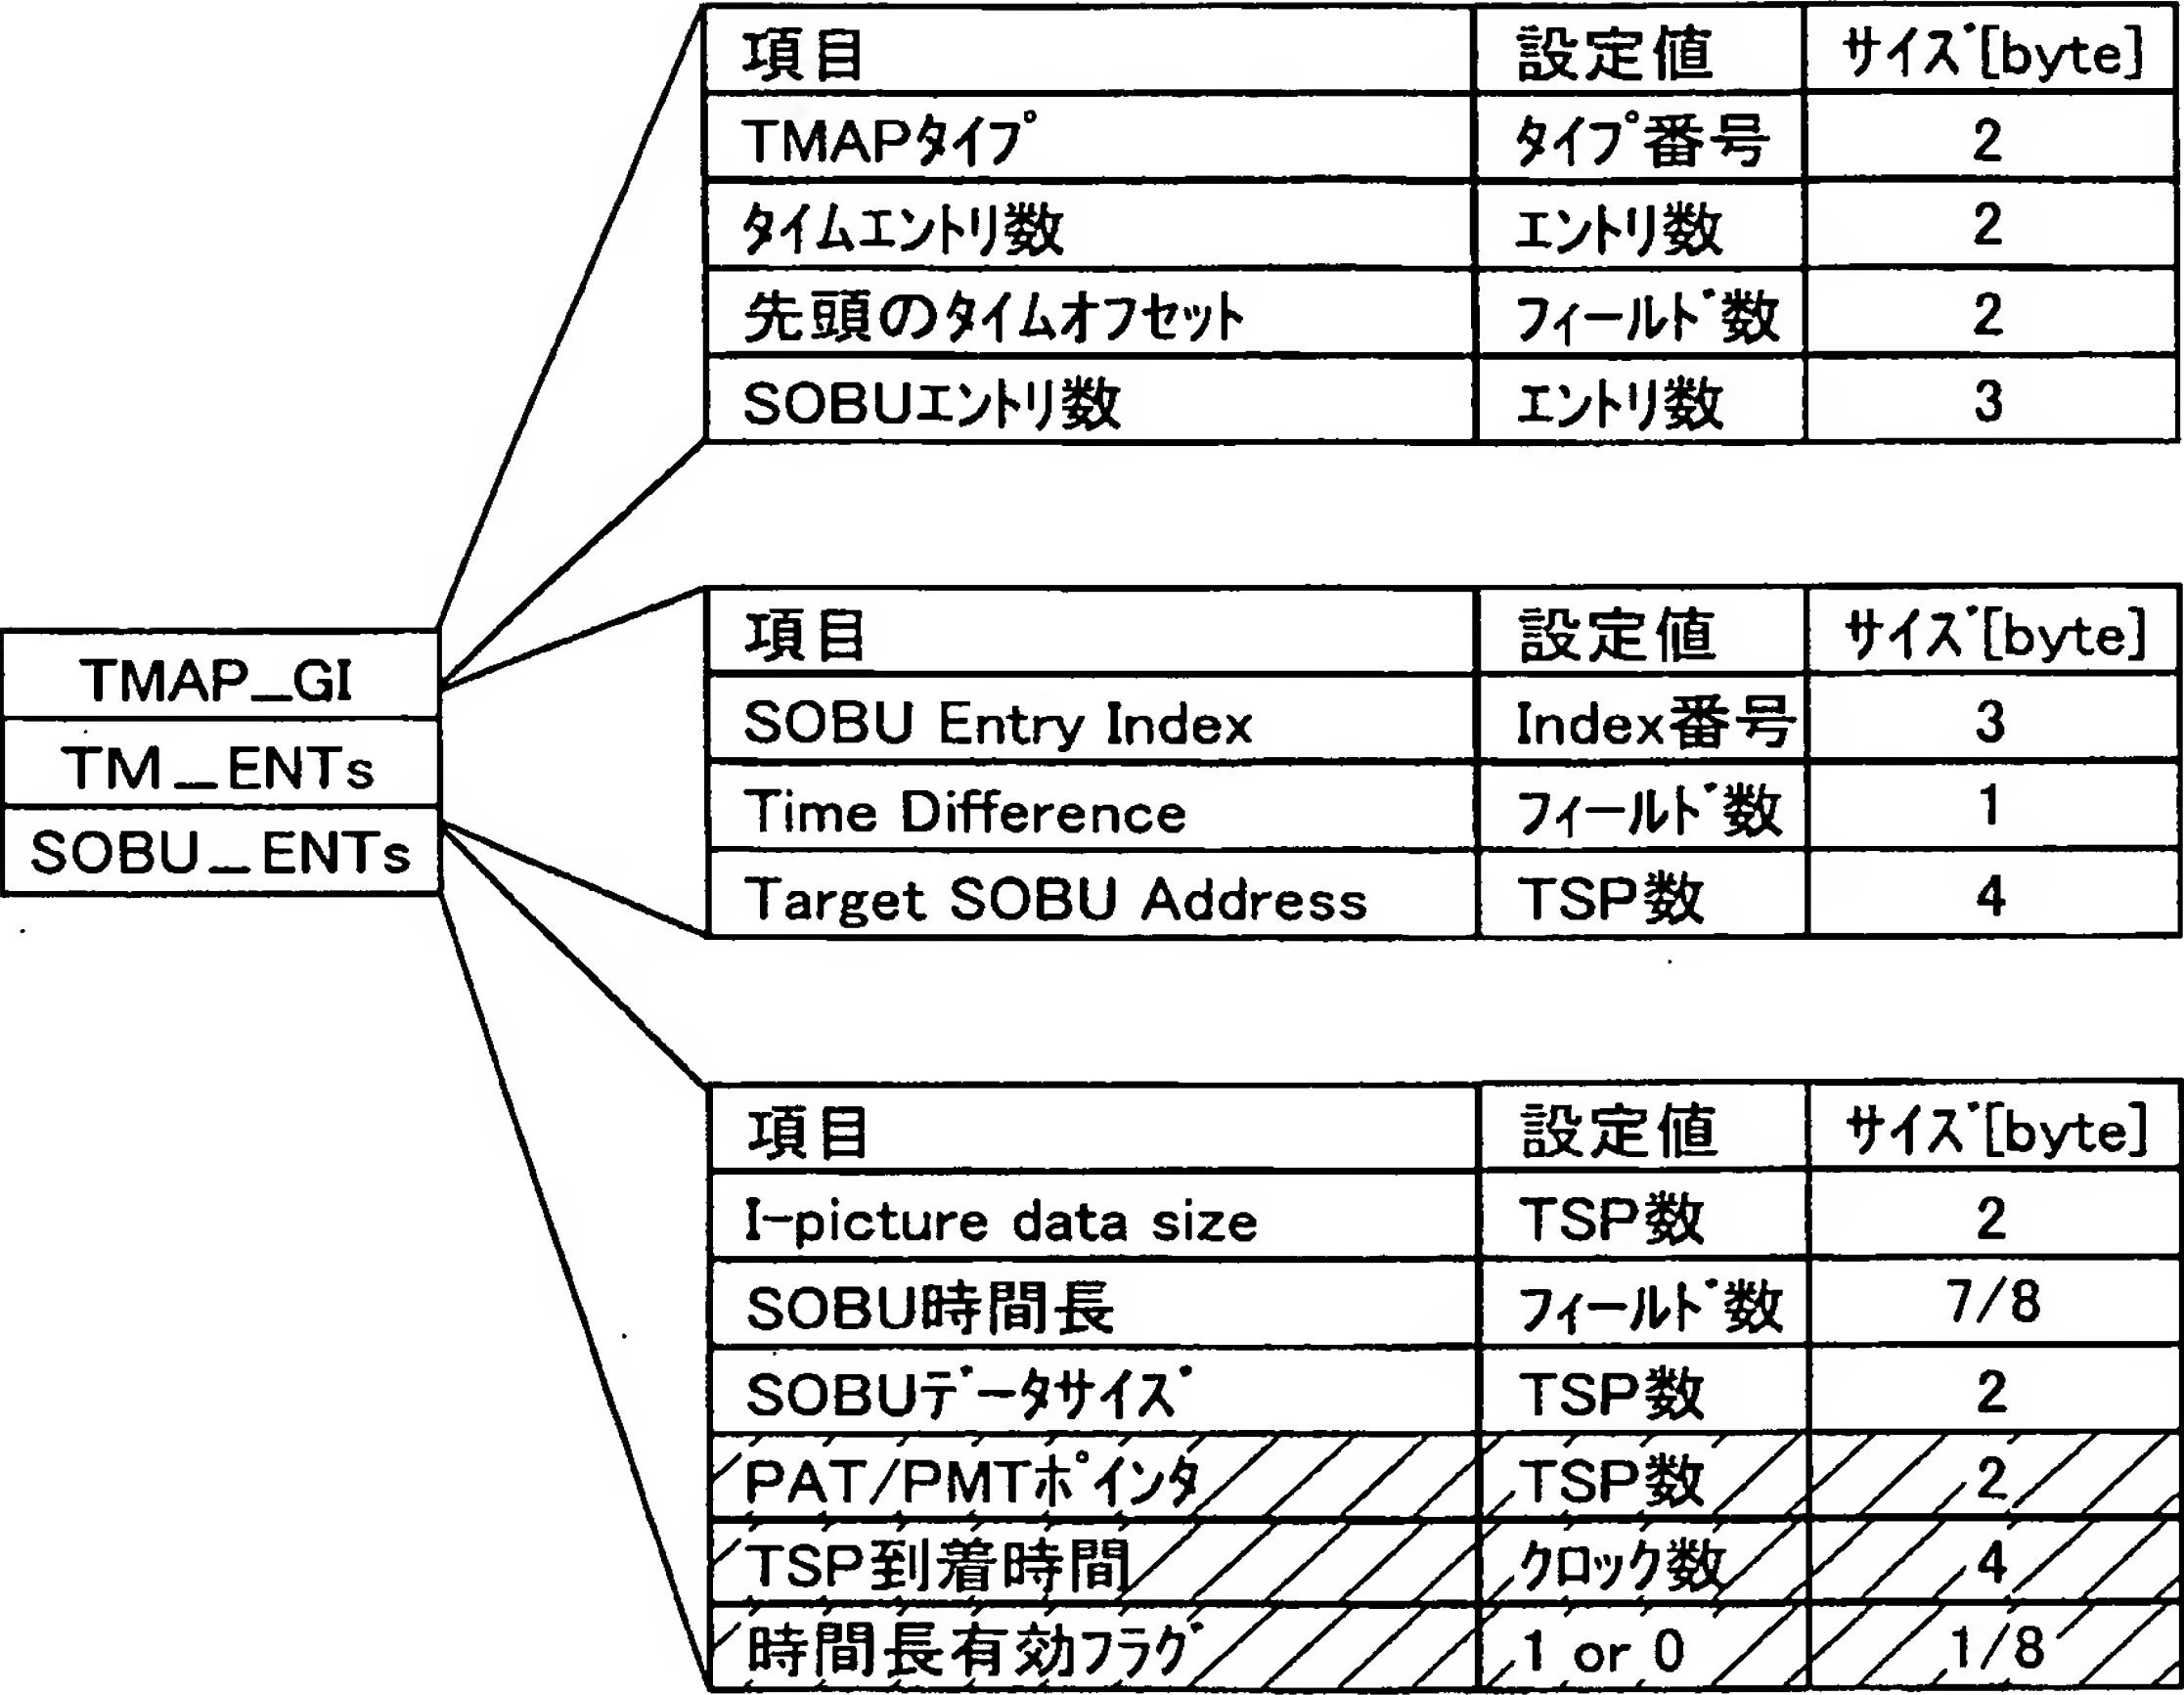 項目 設定値 サイズ[byte]
TMAPタイプ タイプ番号 2
タイムエントリ数 エントリ数 2
先頭のタイムオフセット フィールド数 2
SOBUエントリ数 エントリ数 3
TMAP_GI
TM_ENTs
SOBU_ENTs
項目 設定値 サイズ[byte]
SOBU Entry Index Index番号 3
Time Difference フィールド数 1
Target SOBU Address TSP数 4
項目 設定値 サイズ[byte]
I-picture data size TSP数 2
SOBU時間長 フィールド数 7/8
SOBUデータサイズ TSP数 2
PAT/PMTポインタ TSP数 2
TSP到着時間 クロック数 4
時間長有効フラグ 1 or 0 1/8